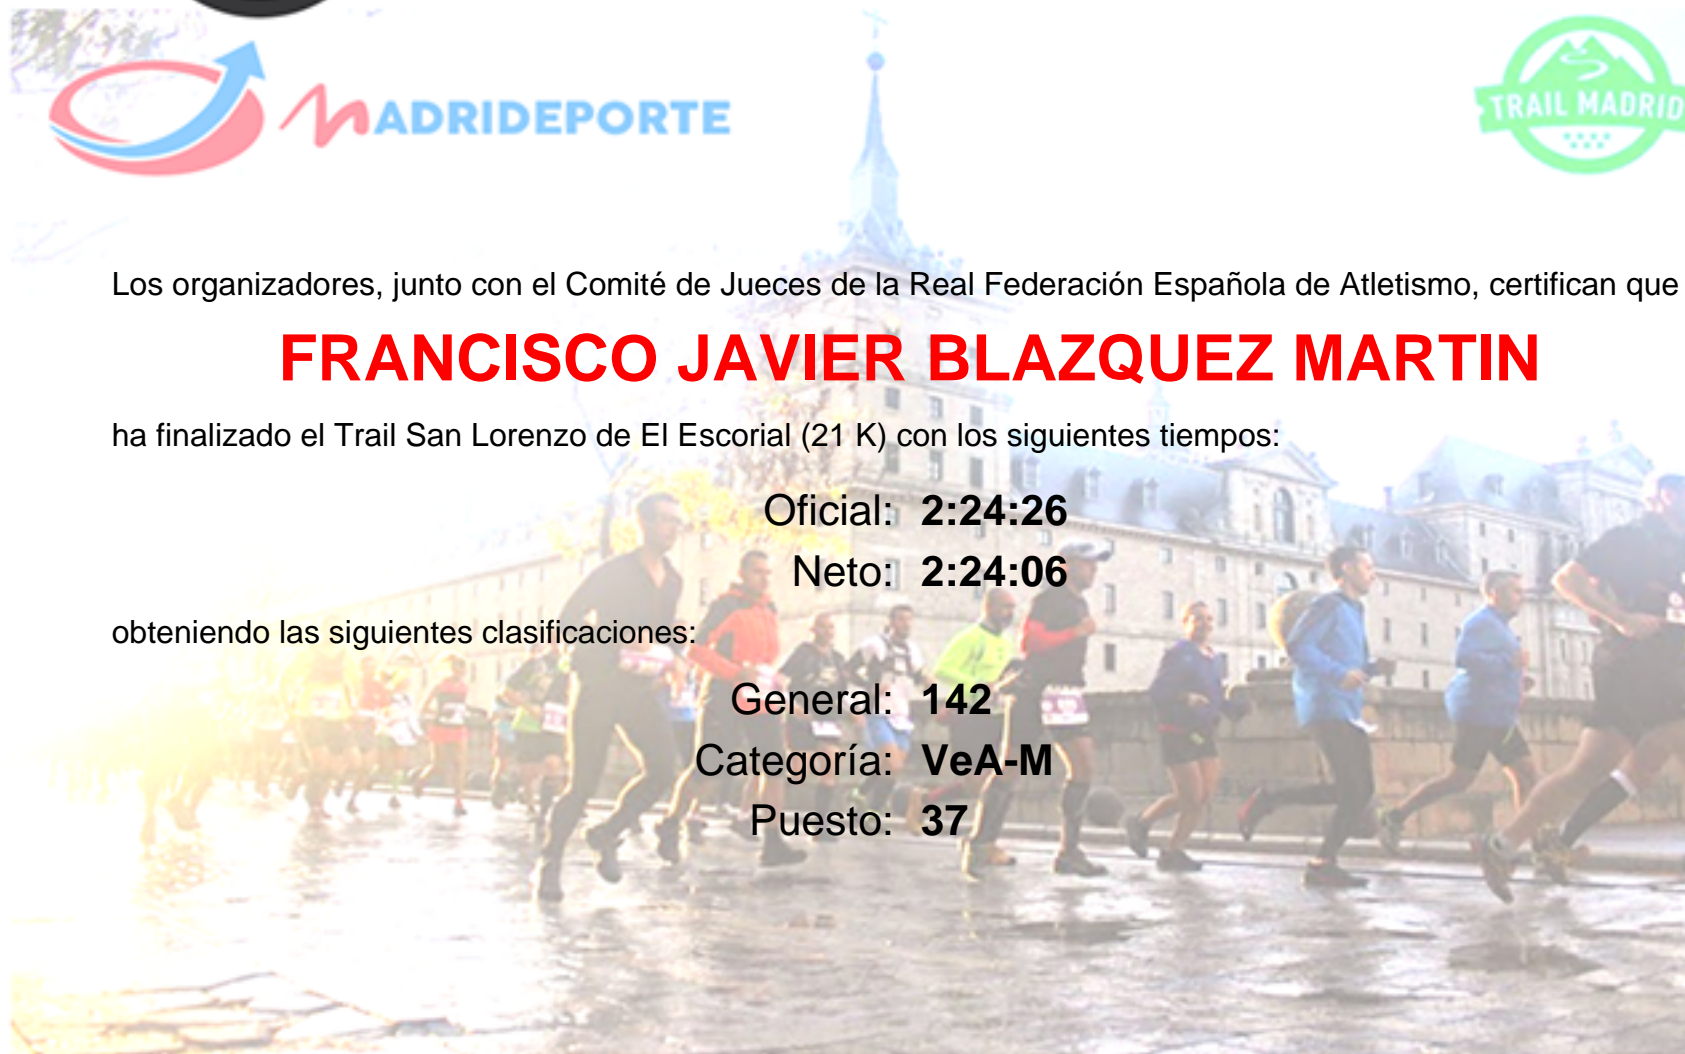 MADRIDEPORTE
TRAIL MADRID
Los organizadores, junto con el Comité de Jueces de la Real Federación Española de Atletismo, certifican que
FRANCISCO JAVIER BLAZQUEZ MARTIN
ha finalizado el Trail San Lorenzo de El Escorial (21 K) con los siguientes tiempos:
Oficial: 2:24:26
Neto: 2:24:06
obteniendo las siguientes clasificaciones:
General: 142
Categoría: VeA-M
Puesto: 37